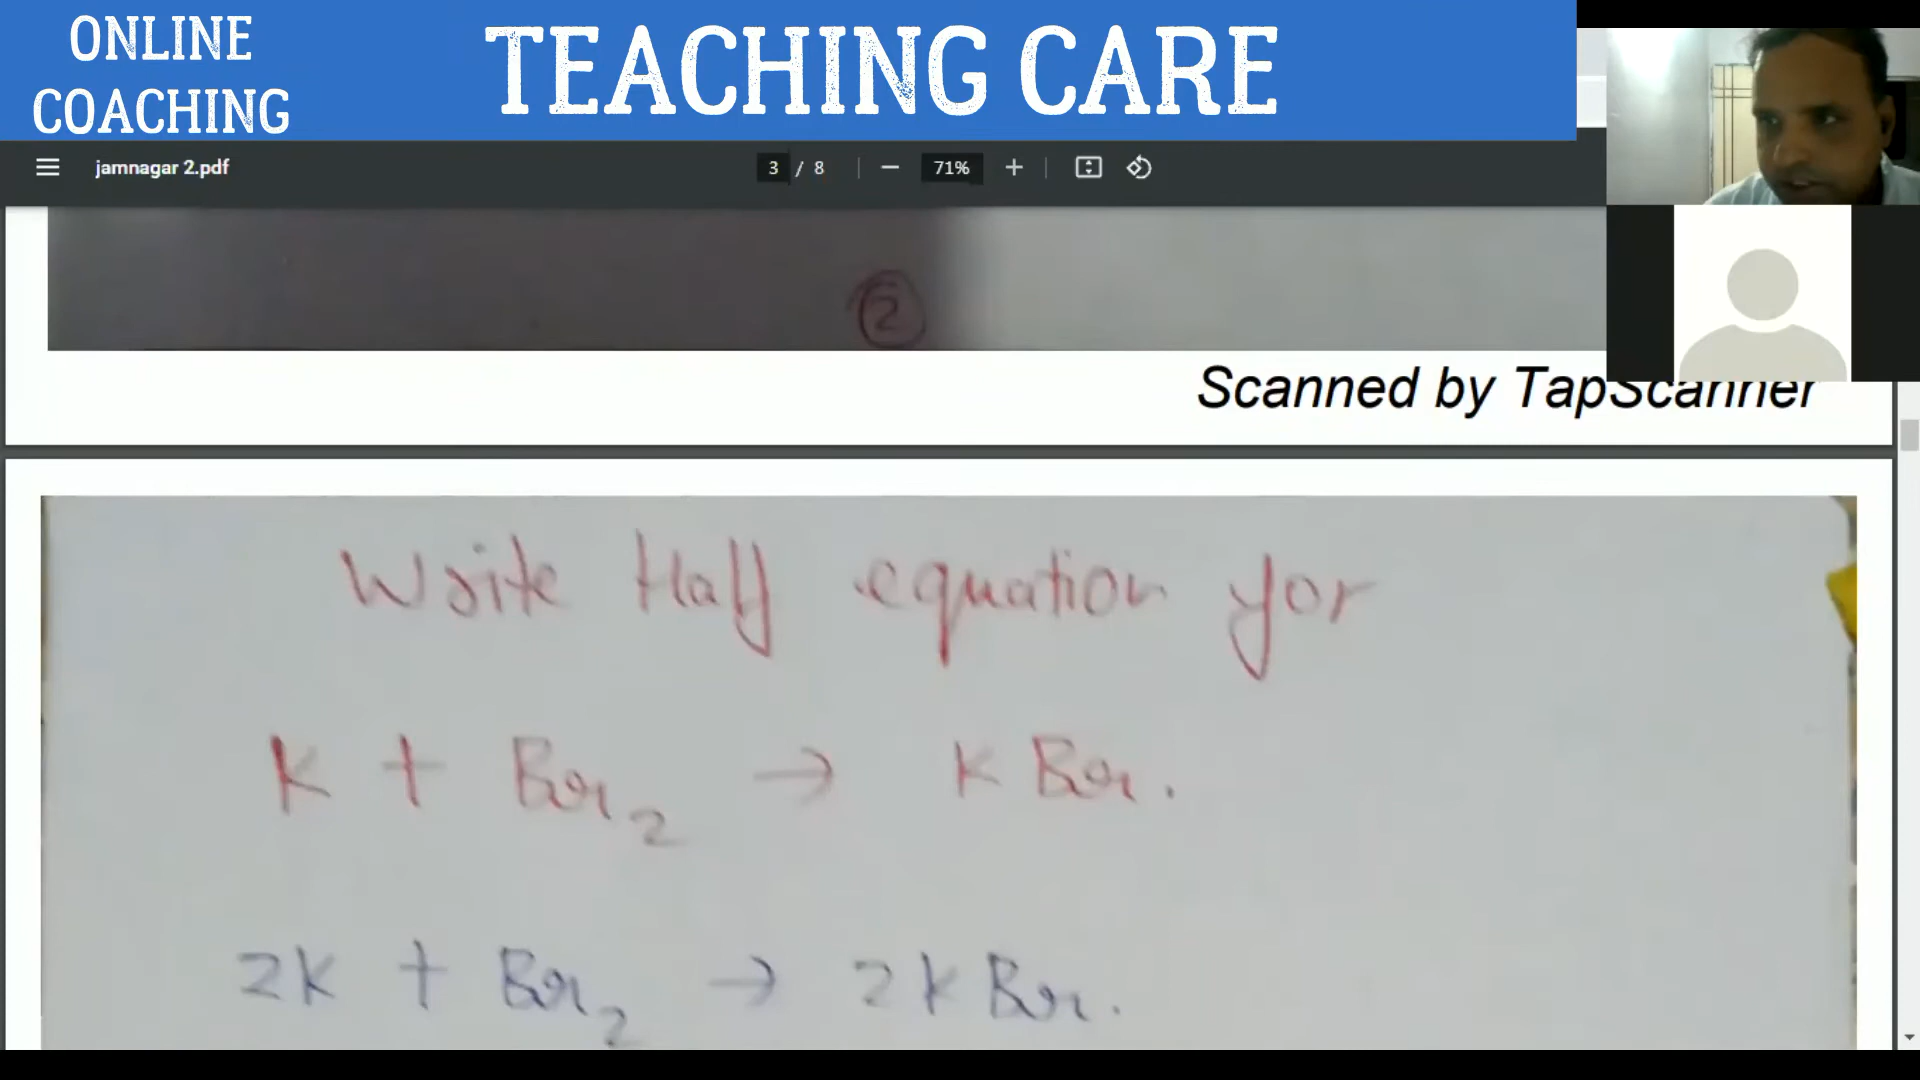 ONLINE
COACHING
TEACHING CARE
jamnagar 2.pdf
3 / 8
71%
2
Scanned by TapScanner
Write Half equation for
K + Br2 → KBr.
2K + Br2 → 2KBr.